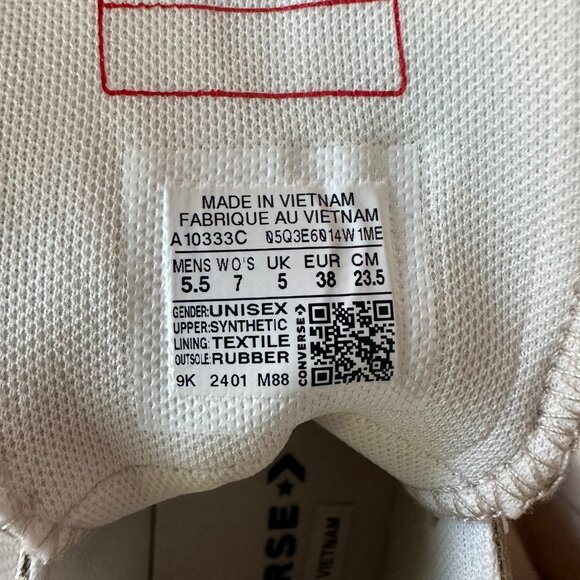 MADE IN VIETNAM
FABRIQUE AU VIETNAM
A10333C 05Q3E6014W1ME
MENS WO'S UK EUR CM
5.5 7 5 38 23.5
GENDER:UNISEX
UPPER:SYNTHETIC
LINING:TEXTILE
OUTSOLE:RUBBER
CONVERSE
9K 2401 M88
VIETNAM